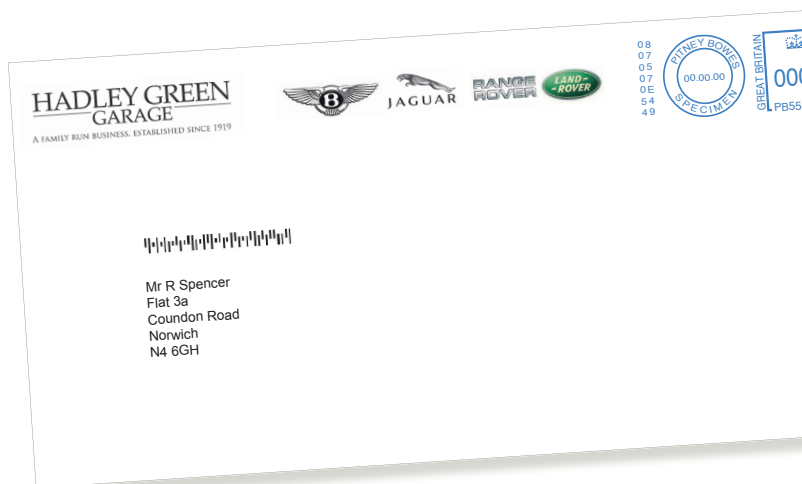 HADLEY GREEN
GARAGE
A FAMILY RUN BUSINESS. ESTABLISHED SINCE 1919
B
JAGUAR
RANGE
ROVER
LAND-
-ROVER
08
07
05
07
0E
54
49
PITNEY BOWES
00.00.00
SPECIMEN
GREAT BRITAIN
000
PB55
Mr R Spencer
Flat 3a
Coundon Road
Norwich
N4 6GH